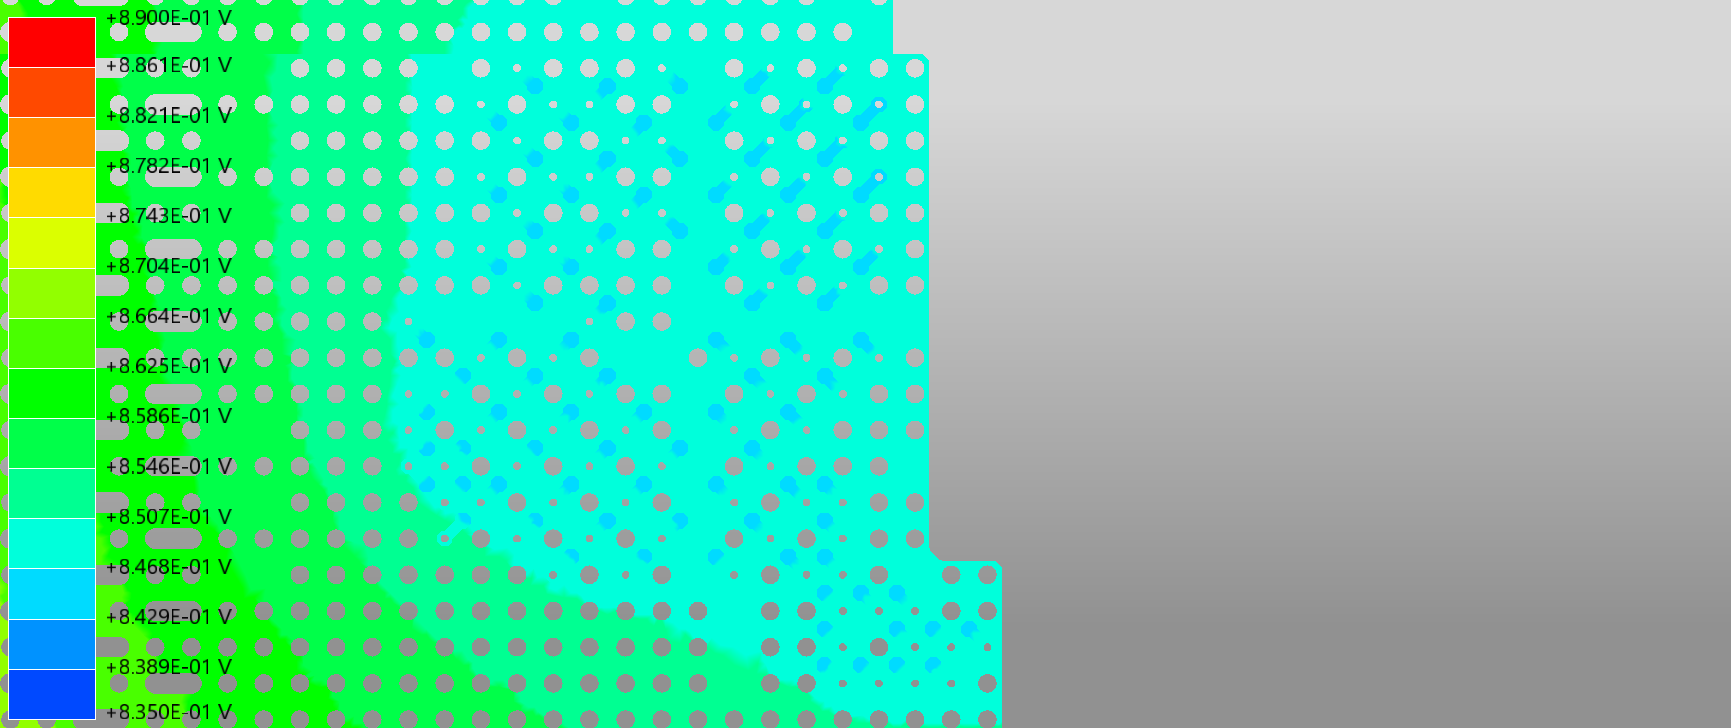 +8.900E-01 V
+8.861E-01 V
+8.821E-01 V
+8.782E-01 V
+8.743E-01 V
+8.704E-01 V
+8.664E-01 V
+8.625E-01 V
+8.586E-01 V
+8.546E-01 V
+8.507E-01 V
+8.468E-01 V
+8.429E-01 V
+8.389E-01 V
+8.350E-01 V